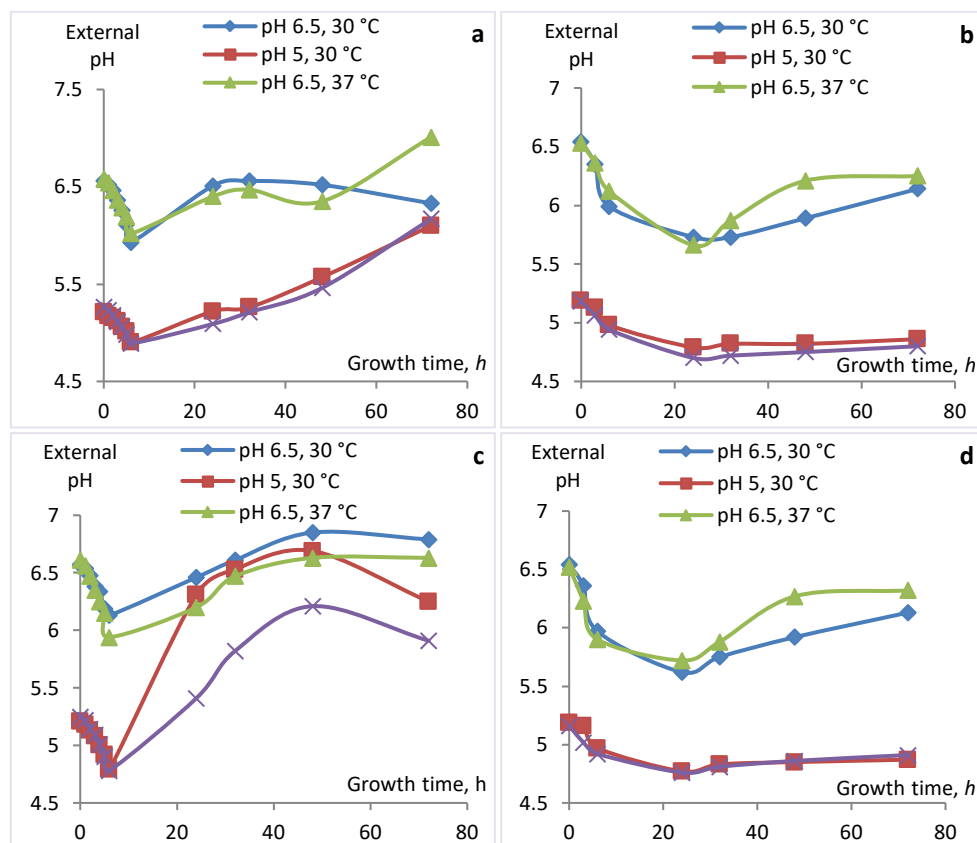 External pH
pH 6.5, 30 °C
pH 5, 30 °C
pH 6.5, 37 °C
a
7.5
6.5
5.5
4.5
Growth time, h
0 20 40 60 80
External pH
pH 6.5, 30 °C
pH 5, 30 °C
pH 6.5, 37 °C
b
7
6.5
6
5.5
5
4.5
Growth time, h
0 20 40 60 80
External pH
pH 6.5, 30 °C
pH 5, 30 °C
pH 6.5, 37 °C
c
7
6.5
6
5.5
5
4.5
Growth time, h
0 20 40 60 80
External pH
pH 6.5, 30 °C
pH 5, 30 °C
pH 6.5, 37 °C
d
7
6.5
6
5.5
5
4.5
Growth time, h
0 20 40 60 80